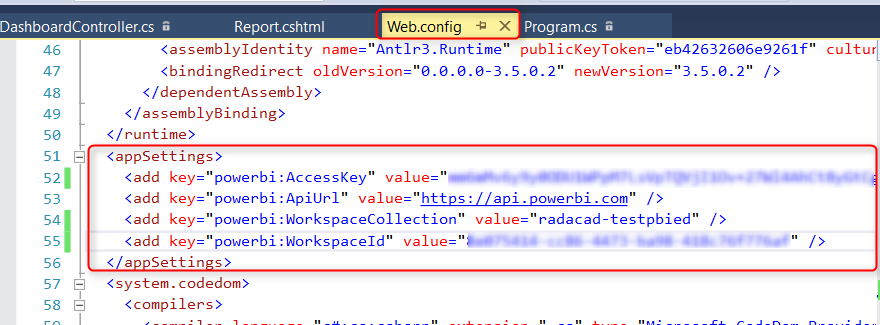 DashboardController.cs Report.cshtml Web.config Program.cs
46 <assemblyIdentity name="Antlr3.Runtime" publicKeyToken="eb42632606e9261f" cultur
47 <bindingRedirect oldVersion="0.0.0.0-3.5.0.2" newVersion="3.5.0.2" />
48 </dependentAssembly>
49 </assemblyBinding>
50 </runtime>
51 <appSettings>
52 <add key="powerbi:AccessKey" value="
53 <add key="powerbi:ApiUrl" value="https://api.powerbi.com" />
54 <add key="powerbi:WorkspaceCollection" value="radacad-testpbied" />
55 <add key="powerbi:WorkspaceId" value=" " />
56 </appSettings>
57 <system.codedom>
58 <compilers>